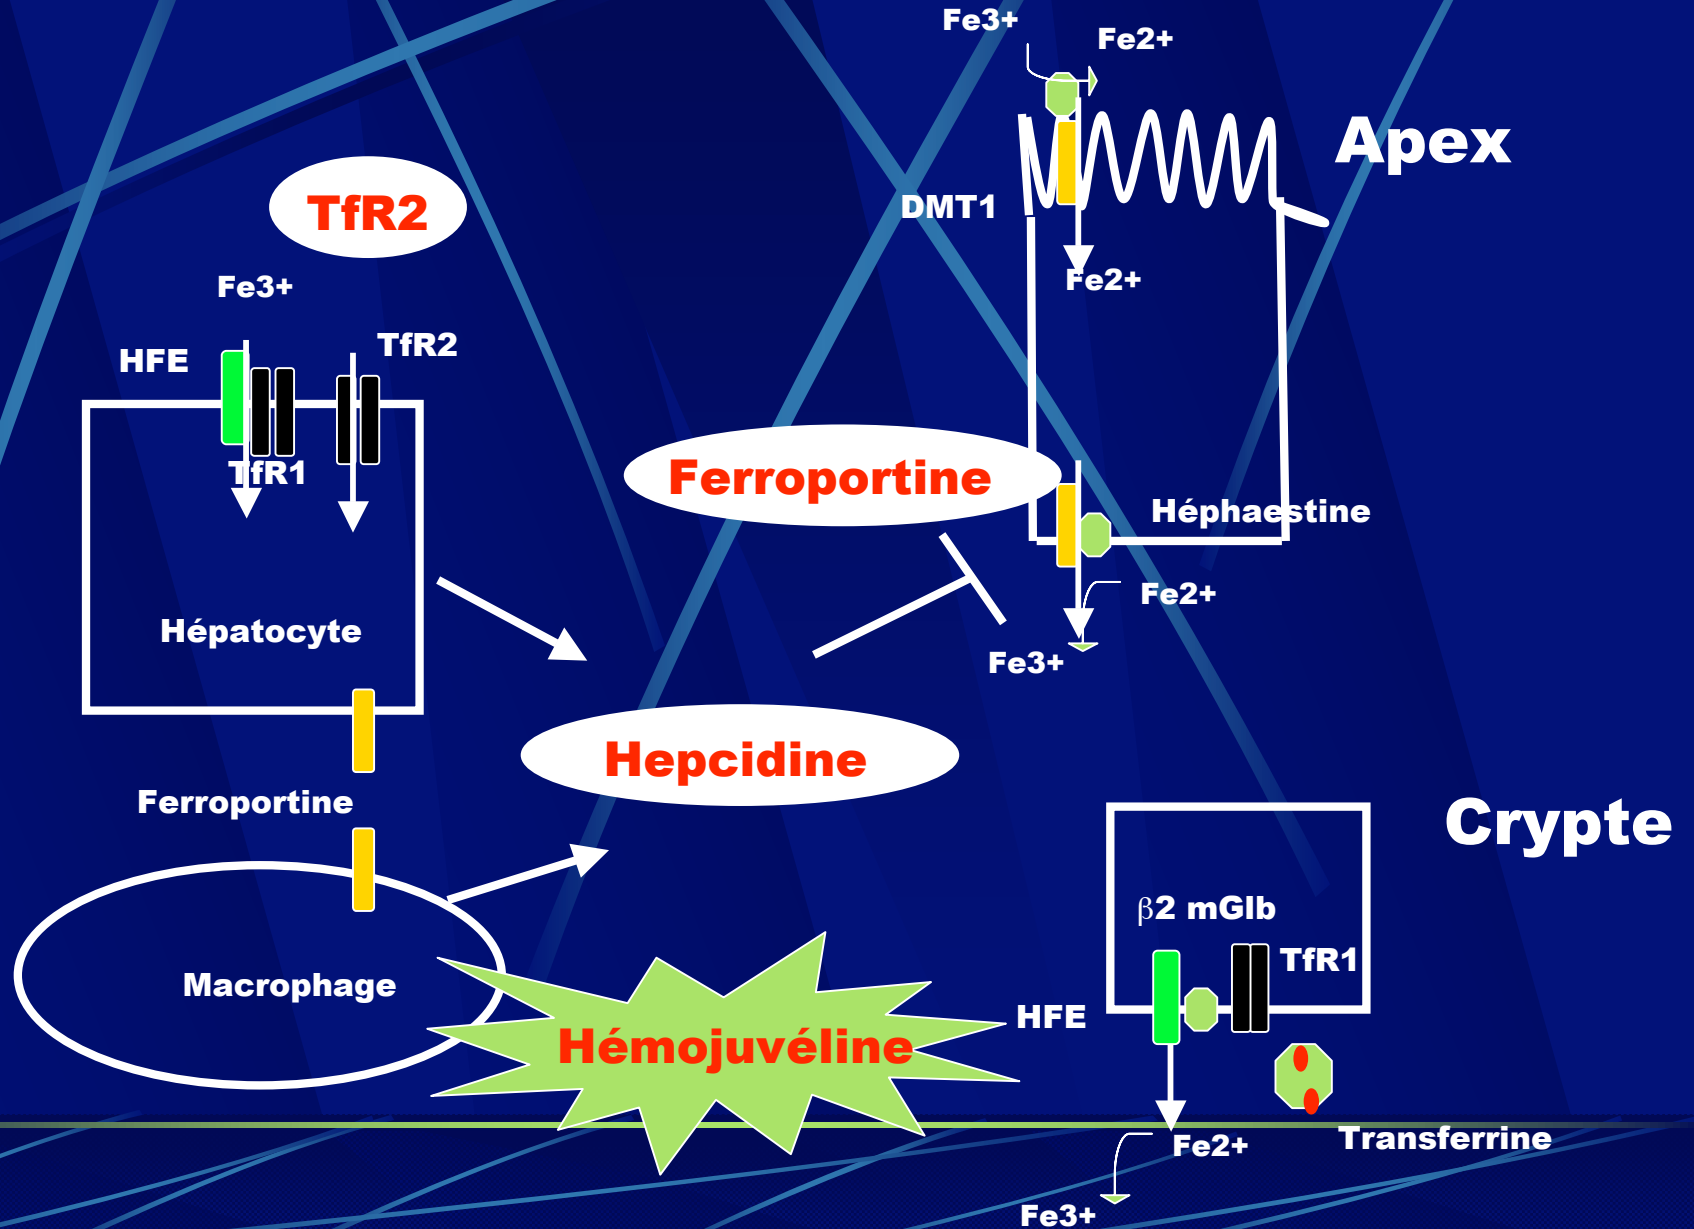 Fe3+
Fe2+
Apex
TfR2
DMT1
Fe3+
Fe2+
HFE
TfR2
TfR1
Ferroportine
Héphaestine
Fe2+
Hépatocyte
Fe3+
Hepcidine
Ferroportine
Crypte
β2 mGlb
TfR1
Macrophage
HFE
Hémojuvéline
Fe2+
Transferrine
Fe3+